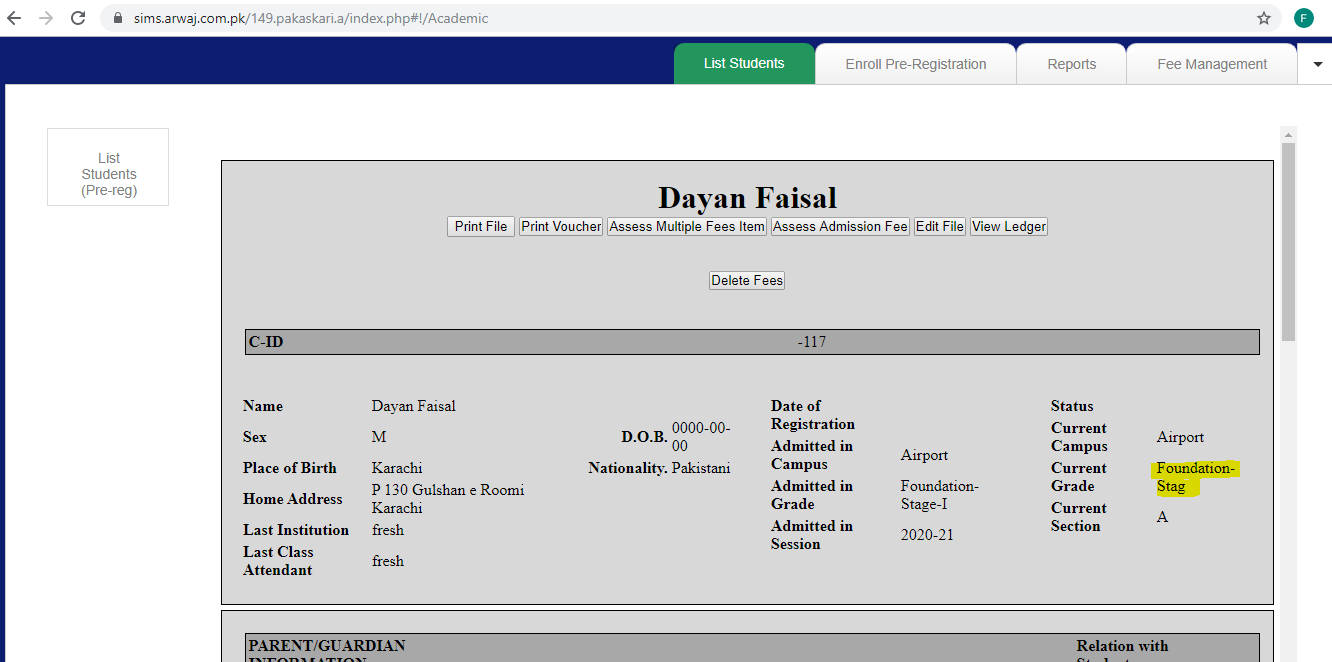 sims.arwaj.com.pk/149.pakaskari.a/index.php#!/Academic
F
List Students
Enroll Pre-Registration
Reports
Fee Management
List
Students
(Pre-reg)
Dayan Faisal
Print File
Print Voucher
Assess Multiple Fees Item
Assess Admission Fee
Edit File
View Ledger
Delete Fees
C-ID
-117
Name
Dayan Faisal
Sex
M
D.O.B.
0000-00-
00
Place of Birth
Karachi
Nationality.
Pakistani
Home Address
P 130 Gulshan e Roomi
Karachi
Last Institution
fresh
Last Class
Attendant
fresh
Date of
Registration
Admitted in
Campus
Airport
Admitted in
Grade
Foundation-
Stage-I
Admitted in
Session
2020-21
Status
Current
Campus
Airport
Current
Grade
Foundation-
Stag
Current
Section
A
PARENT/GUARDIAN
INFORMATION
Relation with